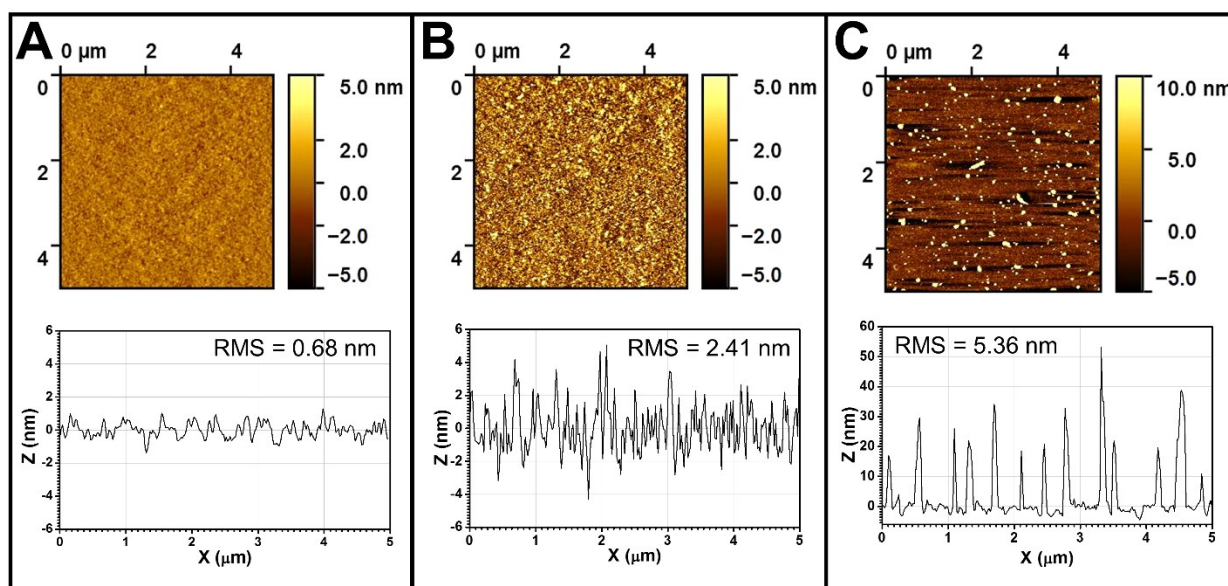 A
0 μm 2 4
0
2
4
5.0 nm
2.0
0.0
−2.0
−5.0
RMS = 0.68 nm
Z (nm)
6
4
2
0
-2
-4
-6
0 1 2 3 4 5
X (μm)
B
0 μm 2 4
0
2
4
5.0 nm
2.0
0.0
−2.0
−5.0
RMS = 2.41 nm
Z (nm)
6
4
2
0
-2
-4
-6
0 1 2 3 4 5
X (μm)
C
0 μm 2 4
0
2
4
10.0 nm
5.0
0.0
−5.0
RMS = 5.36 nm
Z (nm)
60
50
40
30
20
10
0
0 1 2 3 4 5
X (μm)